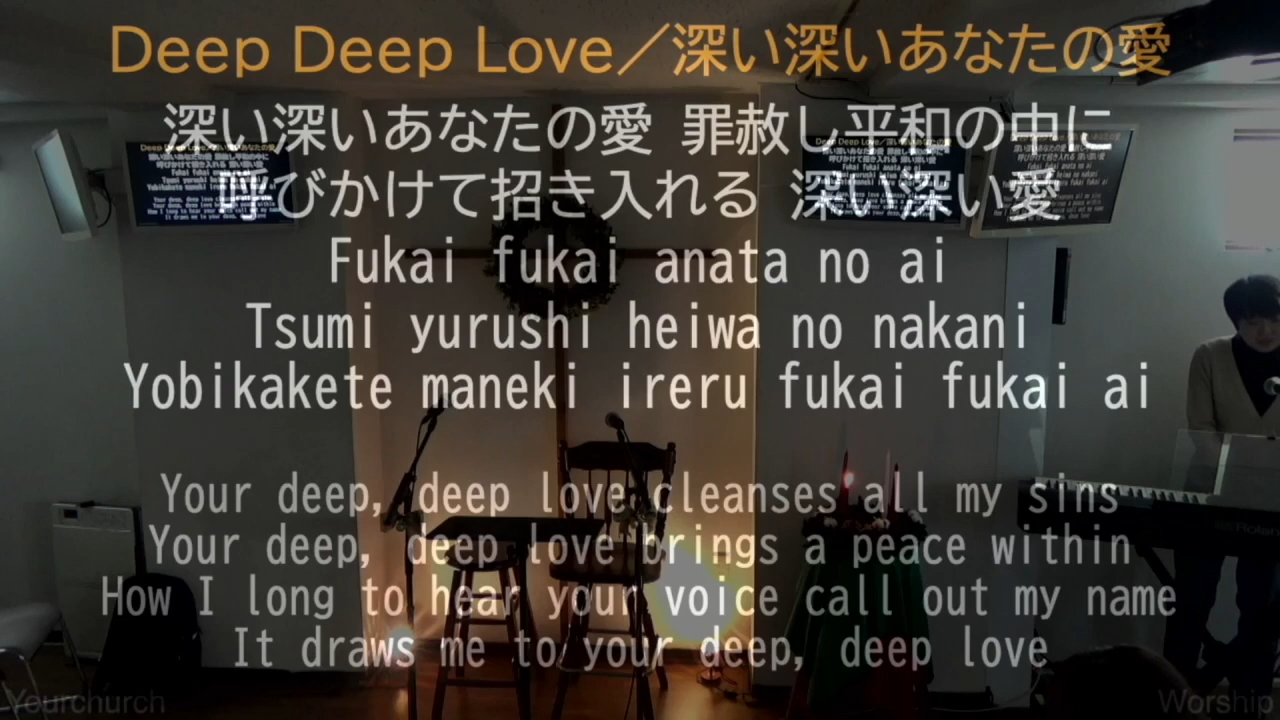 Deep Deep Love／深い深いあなたの愛
深い深いあなたの愛 罪赦し平和の中に
呼びかけて招き入れる 深い深い愛
Fukai fukai anata no ai
Tsumi yurushi heiwa no nakani
Yobikakete maneki ireru fukai fukai ai
Your deep, deep love cleanses all my sins
Your deep, deep love brings a peace within
How I long to hear your voice call out my name
It draws me to your deep, deep love
Yourchurch
Worship
Roland